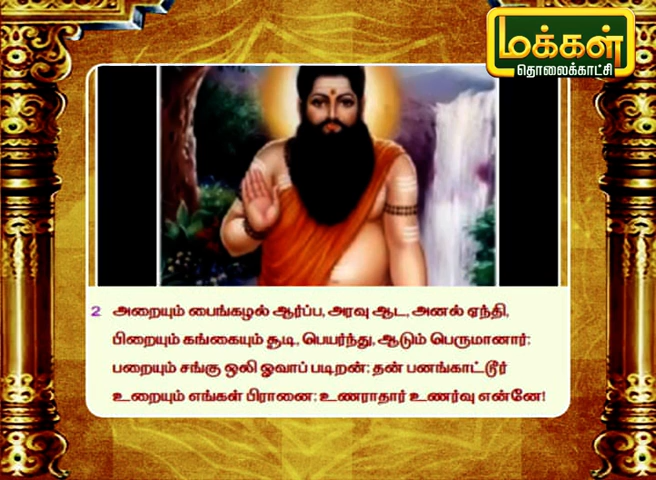 மக்கள்
தொலைக்காட்சி
2 அறையும் பைங்கழல் ஆர்ப்ப, அரவு ஆட, அனல் ஏந்தி,
பிறையும் கங்கையும் சூடி, பெயர்ந்து, ஆடும் பெருமானார்;
பறையும் சங்கு ஒலி ஓவாப் படிறன்; தன் பனங்காட்டூர்
உறையும் எங்கள் பிரானை; உணராதார் உணர்வு என்னே!